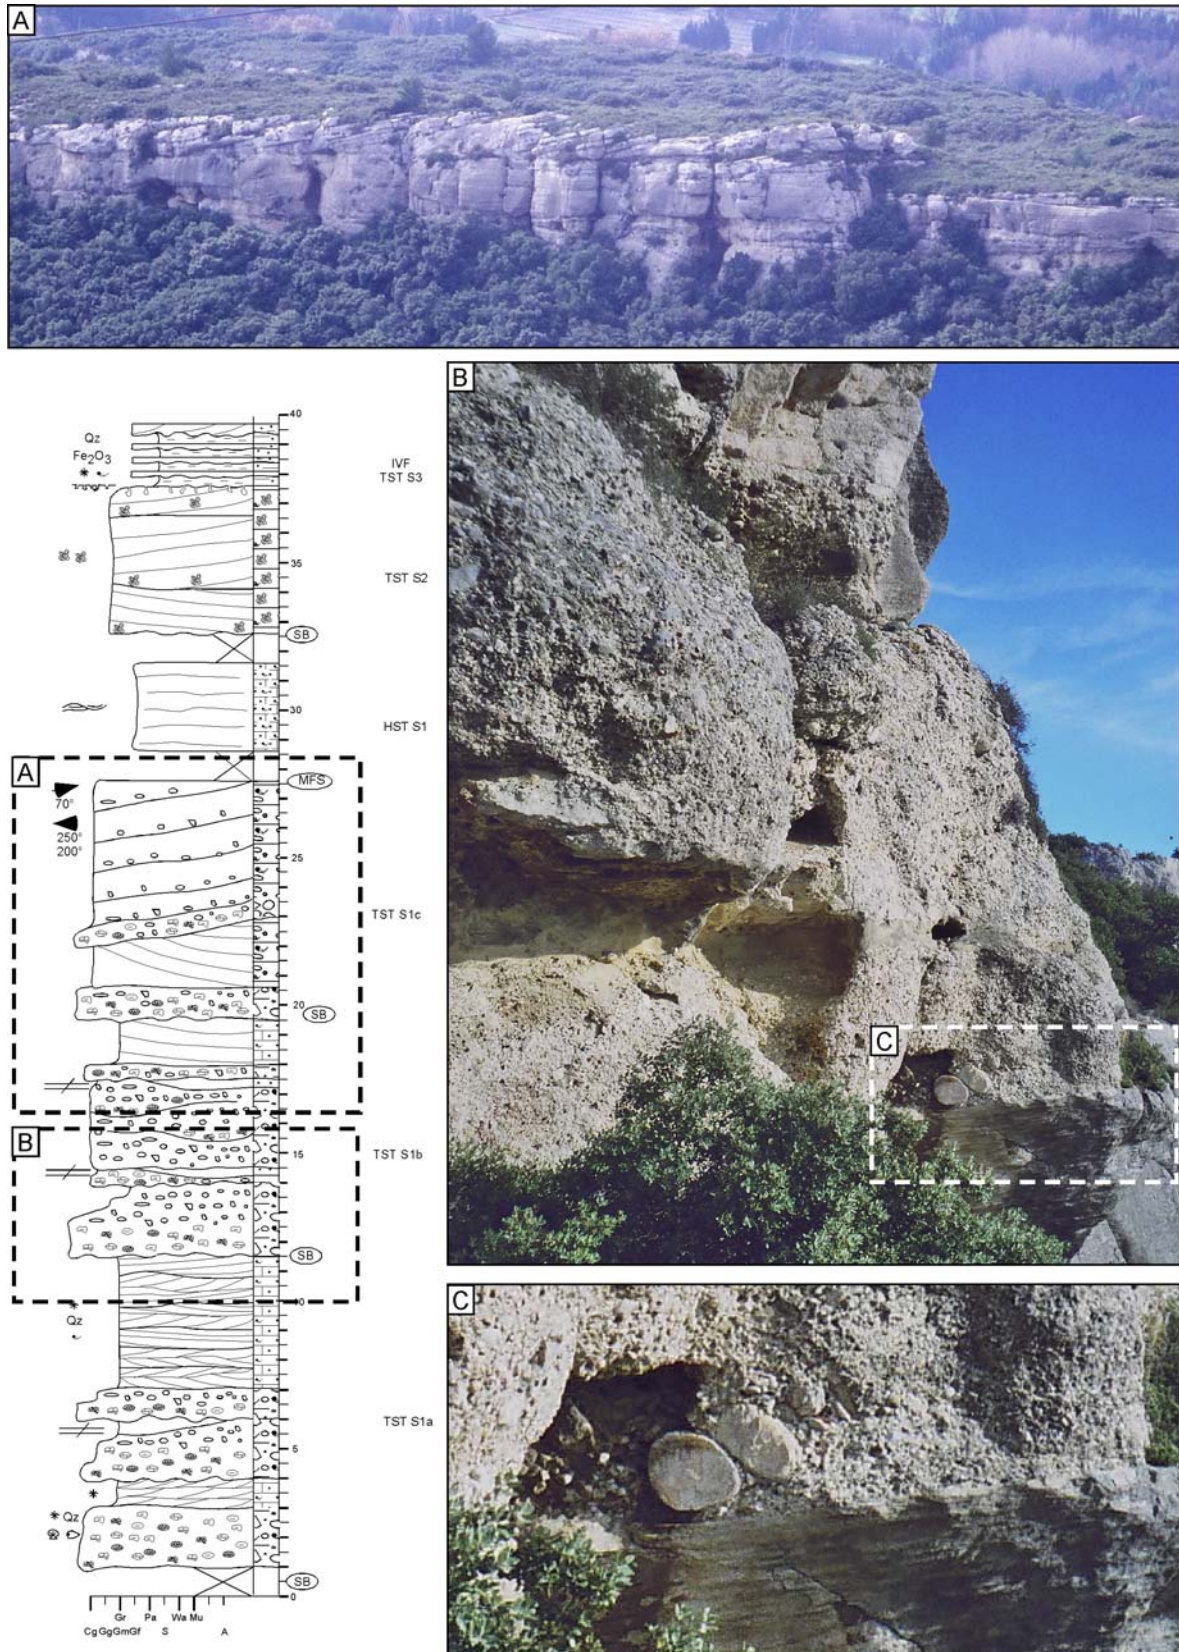 A
B
C
C
40
Qz
Fe2O3
IVF
TST S3
35
TST S2
SB
30
HST S1
A
MFS
70°
250°
200°
25
TST S1c
20
SB
B
15
TST S1b
SB
10
Qz
TST S1a
5
Qz
SB
0
Gr Pa Wa Mu
Cg Gg Gm Gf S A